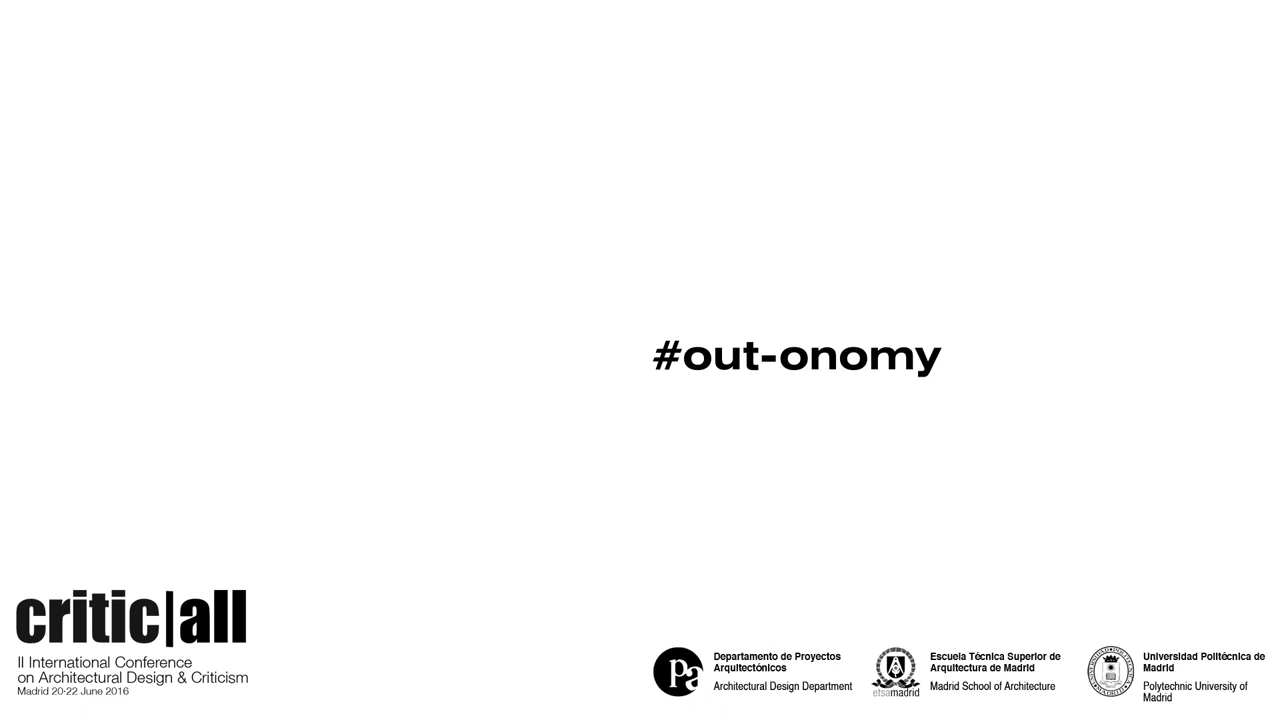 #out-onomy
critic|all
II International Conference
on Architectural Design & Criticism
Madrid 20-22 June 2016
pa
Departamento de Proyectos
Arquitectónicos
Architectural Design Department
etsamadrid
Escuela Técnica Superior de
Arquitectura de Madrid
Madrid School of Architecture
Universidad Politécnica de
Madrid
Polytechnic University of
Madrid